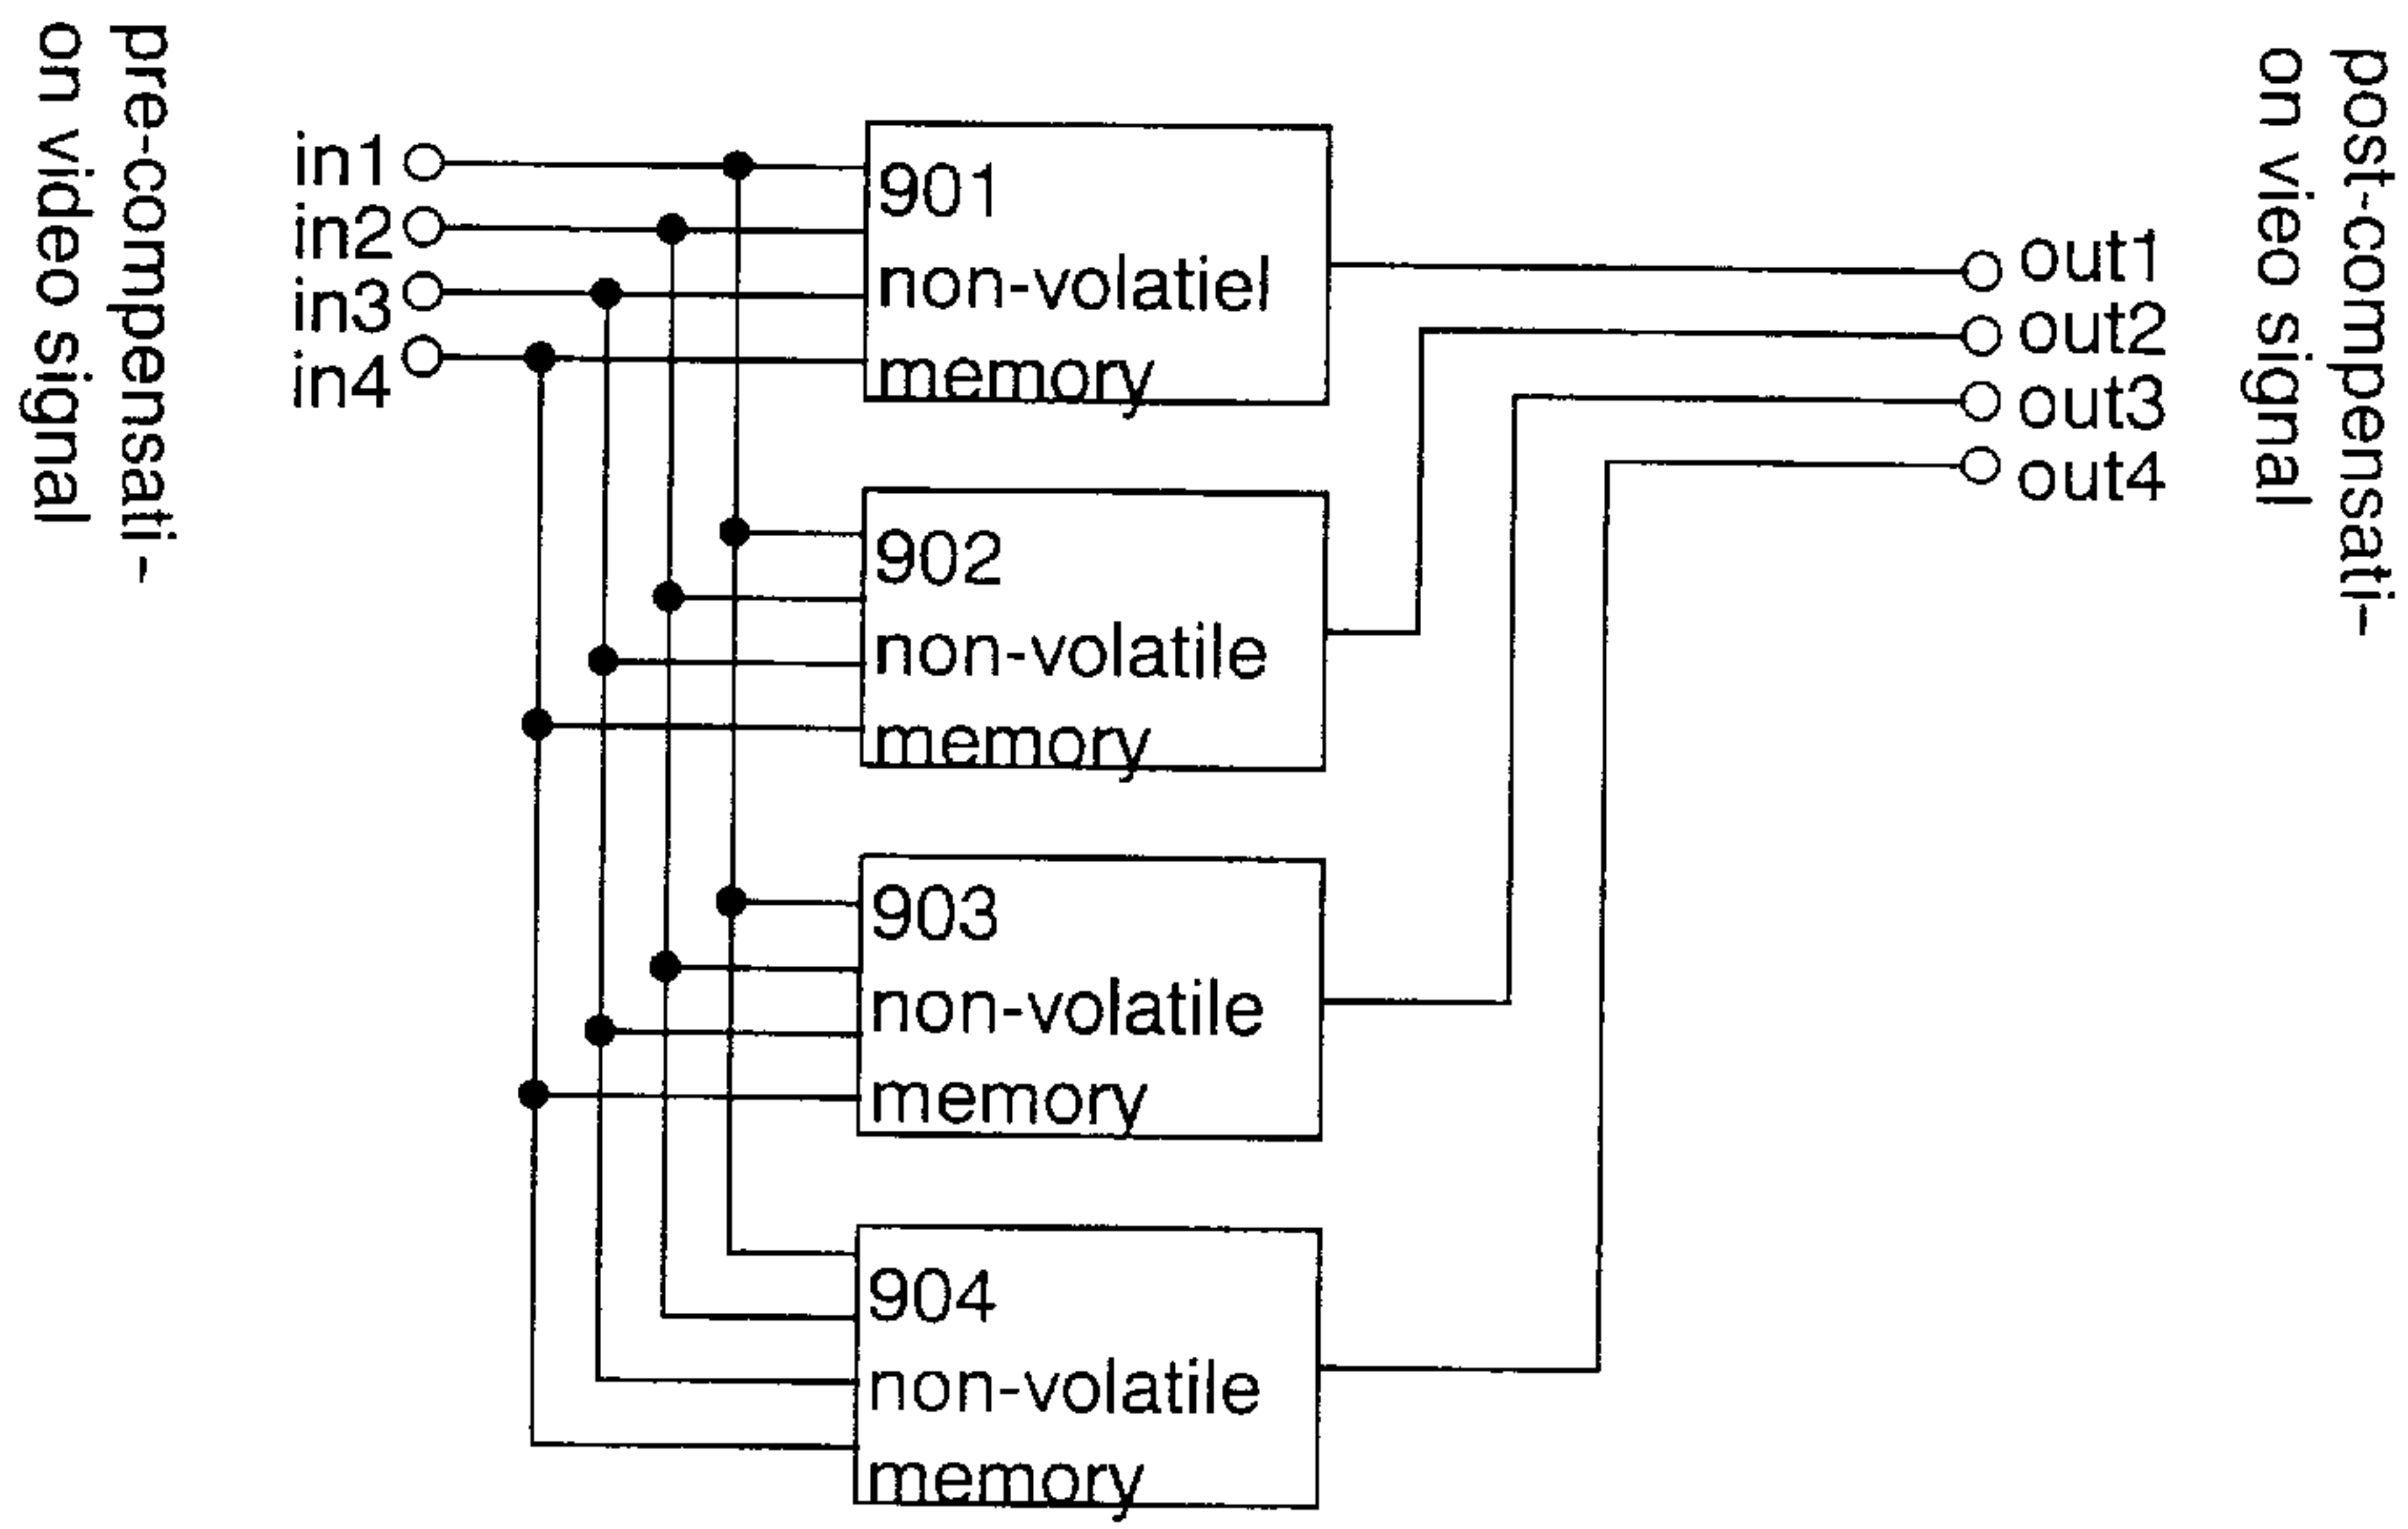 pre-compensati-
on video signal
in1
in2
in3
in4
901
non-volatiel
memory
902
non-volatile
memory
903
non-volatile
memory
904
non-volatile
memory
out1
out2
out3
out4
post-compensati-
on video signal